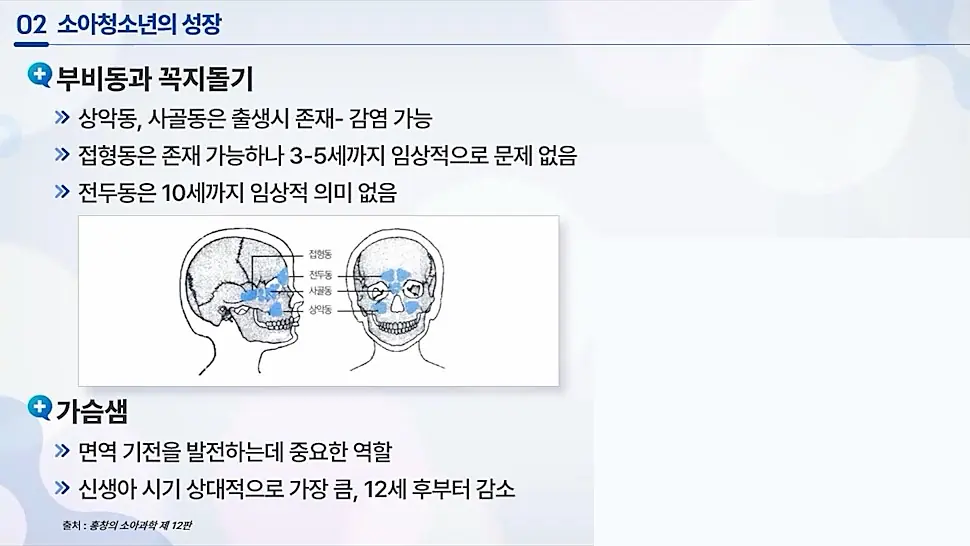 02 소아청소년의 성장
부비동과 꼭지돌기
상악동, 사골동은 출생시 존재- 감염 가능
접형동은 존재 가능하나 3-5세까지 임상적으로 문제 없음
전두동은 10세까지 임상적 의미 없음
접형동
전두동
사골동
상악동
가슴샘
면역 기전을 발전하는데 중요한 역할
신생아 시기 상대적으로 가장 큼, 12세 후부터 감소
출처 : 홍창의 소아과학 제 12판